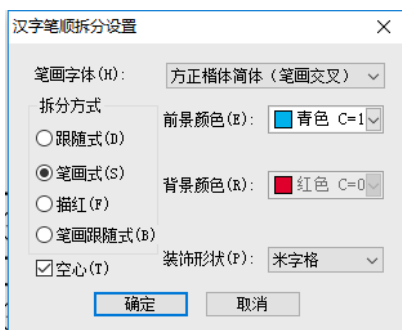 汉字笔顺拆分设置
笔画字体(H): 方正楷体简体（笔画交叉）
拆分方式
跟随式(D)
前景颜色(E): 青色 C=1
笔画式(S)
背景颜色(R): 红色 C=0
描红(F)
笔画跟随式(B)
装饰形状(P): 米字格
空心(T)
确定 取消